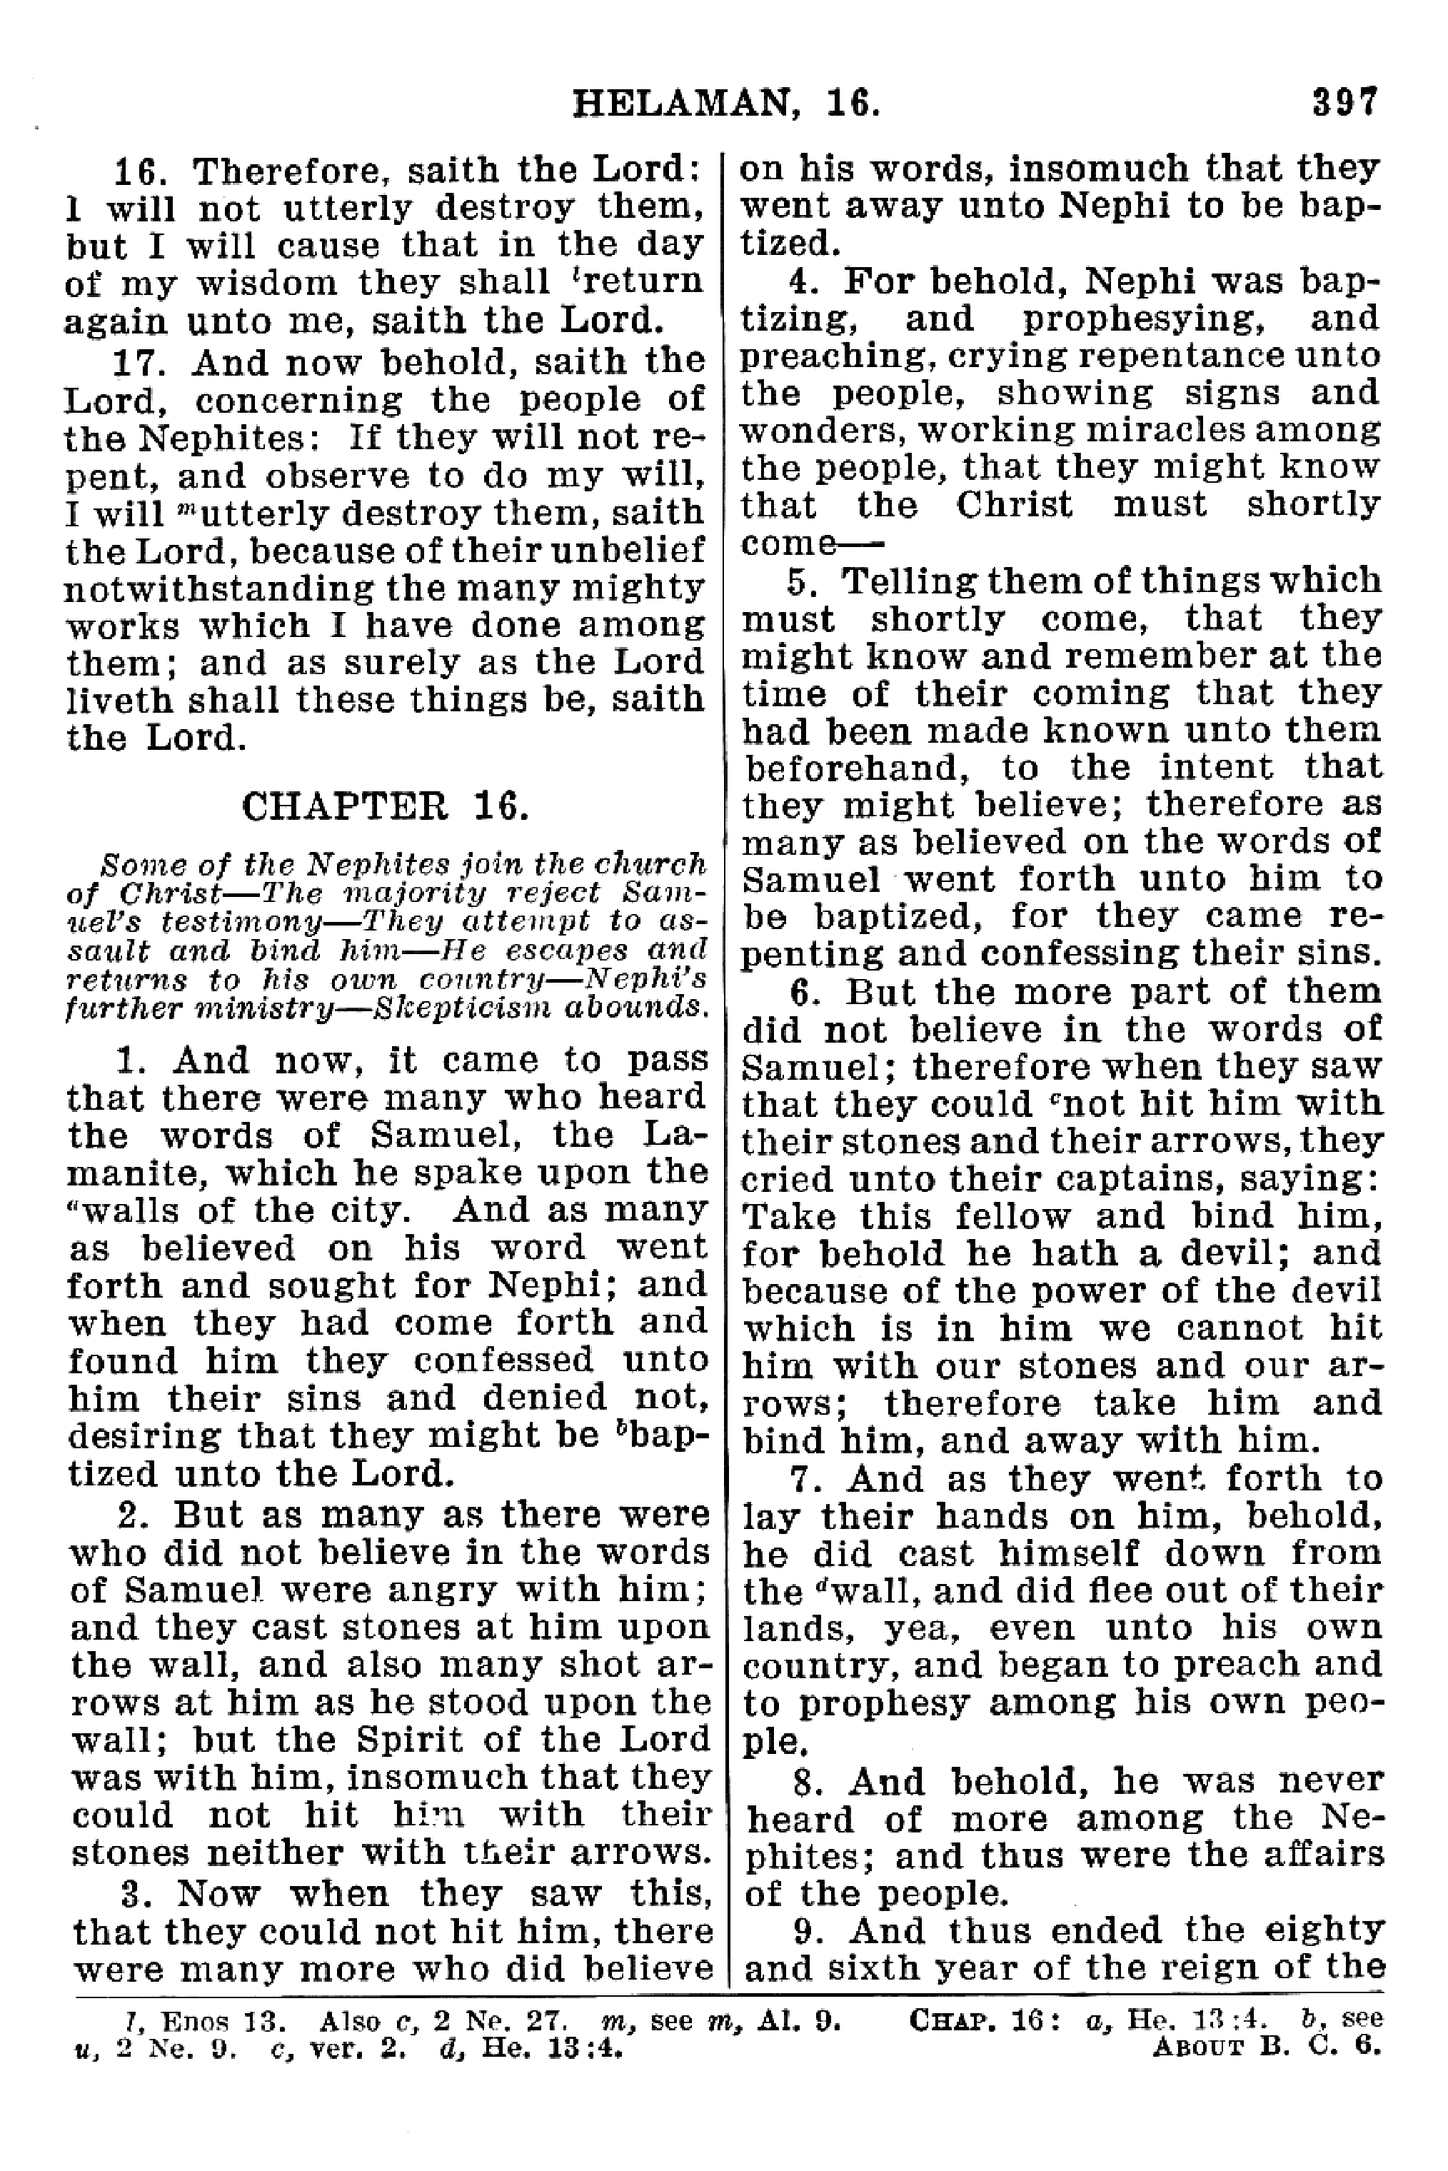 HELAMAN, 16. 397
16. Therefore, saith the Lord:
I will not utterly destroy them,
but I will cause that in the day
of my wisdom they shall lreturn
again unto me, saith the Lord.
17. And now behold, saith the
Lord, concerning the people of
the Nephites: If they will not re-
pent, and observe to do my will,
I will mutterly destroy them, saith
the Lord, because of their unbelief
notwithstanding the many mighty
works which I have done among
them; and as surely as the Lord
liveth shall these things be, saith
the Lord.
CHAPTER 16.
Some of the Nephites join the church
of Christ—The majority reject Sam-
uel's testimony—They attempt to as-
sault and bind him—He escapes and
returns to his own country—Nephi's
further ministry—Skepticism abounds.
1. And now, it came to pass
that there were many who heard
the words of Samuel, the La-
manite, which he spake upon the
awalls of the city. And as many
as believed on his word went
forth and sought for Nephi; and
when they had come forth and
found him they confessed unto
him their sins and denied not,
desiring that they might be bbap-
tized unto the Lord.
2. But as many as there were
who did not believe in the words
of Samuel were angry with him;
and they cast stones at him upon
the wall, and also many shot ar-
rows at him as he stood upon the
wall; but the Spirit of the Lord
was with him, insomuch that they
could not hit him with their
stones neither with their arrows.
3. Now when they saw this,
that they could not hit him, there
were many more who did believe
on his words, insomuch that they
went away unto Nephi to be bap-
tized.
4. For behold, Nephi was bap-
tizing, and prophesying, and
preaching, crying repentance unto
the people, showing signs and
wonders, working miracles among
the people, that they might know
that the Christ must shortly
come—
5. Telling them of things which
must shortly come, that they
might know and remember at the
time of their coming that they
had been made known unto them
beforehand, to the intent that
they might believe; therefore as
many as believed on the words of
Samuel went forth unto him to
be baptized, for they came re-
penting and confessing their sins.
6. But the more part of them
did not believe in the words of
Samuel; therefore when they saw
that they could cnot hit him with
their stones and their arrows, they
cried unto their captains, saying:
Take this fellow and bind him,
for behold he hath a devil; and
because of the power of the devil
which is in him we cannot hit
him with our stones and our ar-
rows; therefore take him and
bind him, and away with him.
7. And as they went forth to
lay their hands on him, behold,
he did cast himself down from
the dwall, and did flee out of their
lands, yea, even unto his own
country, and began to preach and
to prophesy among his own peo-
ple.
8. And behold, he was never
heard of more among the Ne-
phites; and thus were the affairs
of the people.
9. And thus ended the eighty
and sixth year of the reign of the
l, Enos 13. Also c, 2 Ne. 27. m, see m, Al. 9. CHAP. 16: a, He. 13:4. b, see
u, 2 Ne. 9. c, ver. 2. d, He. 13:4. ABOUT B. C. 6.